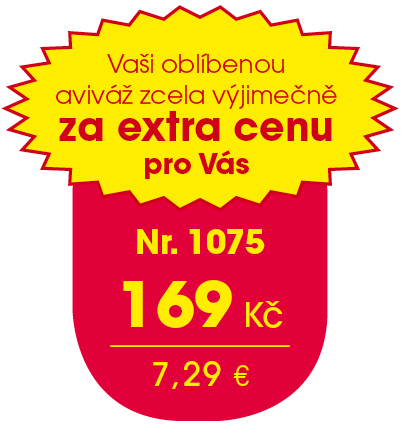 Vaši oblíbenou
aviváž zcela výjimečně
za extra cenu
pro Vás
Nr. 1075
169 Kč
7,29 €